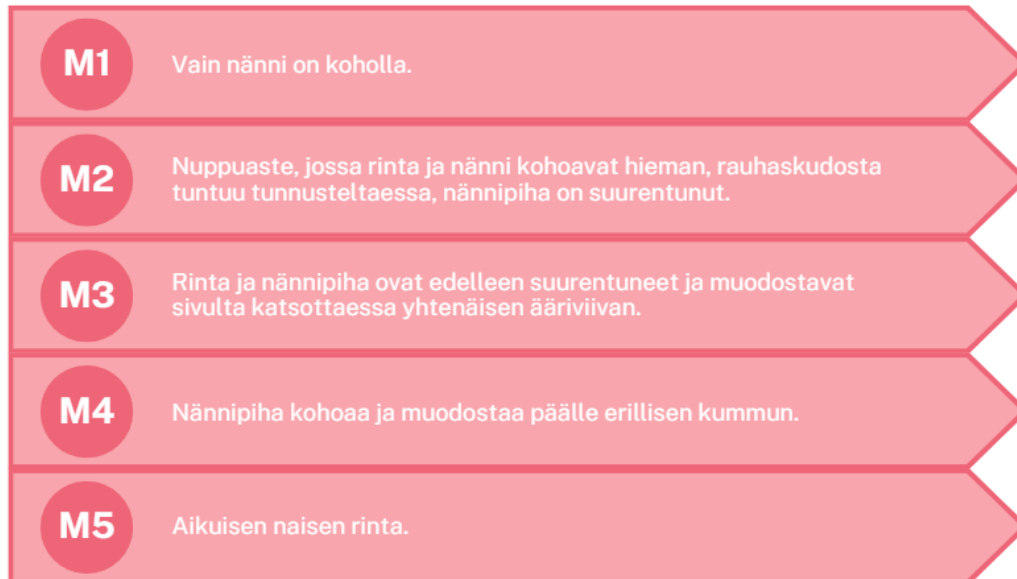 M1
Vain nänni on koholla.
M2
Nuppuaste, jossa rinta ja nänni kohoavat hieman, rauhaskudosta
tuntuu tunnusteltaessa, nännipiha on suurentunut.
M3
Rinta ja nännipiha ovat edelleen suurentuneet ja muodostavat
sivulta katsottaessa yhtenäisen ääriviivan.
M4
Nännipiha kohoaa ja muodostaa päälle erillisen kummun.
M5
Aikuisen naisen rinta.